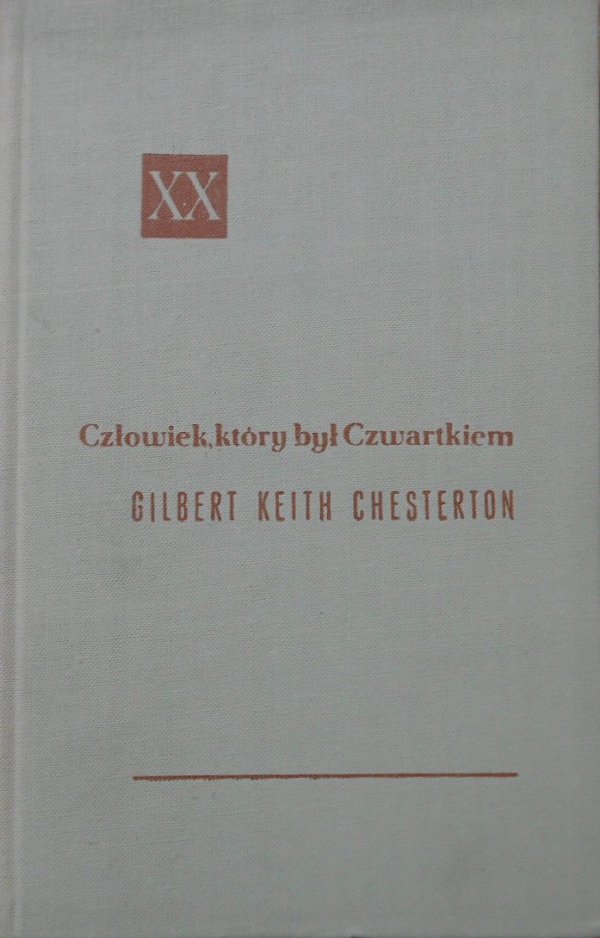 XX
Człowiek, który był Czwartkiem
GILBERT KEITH CHESTERTON